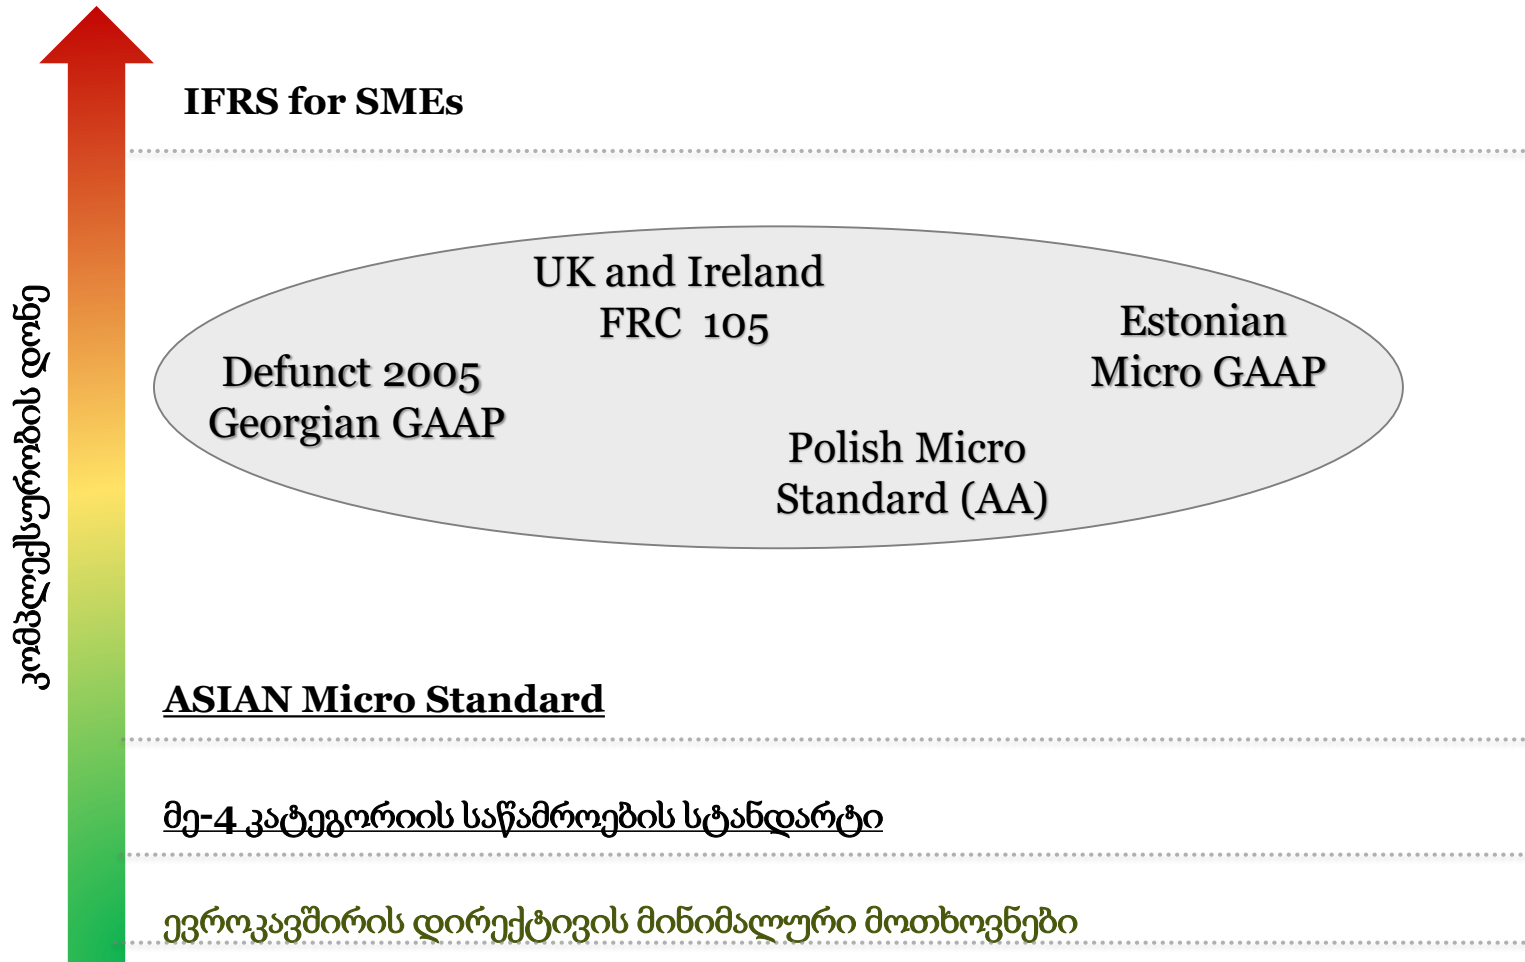 IFRS for SMEs
UK and Ireland
FRC 105
Estonian
Micro GAAP
Defunct 2005
Georgian GAAP
Polish Micro
Standard (AA)
კომპლექსურობის დონე
ASIAN Micro Standard
მე-4 კატეგორიის საწამროების სტანდარტი
ევროკავშირის დირექტივის მინიმალური მოთხოვნები